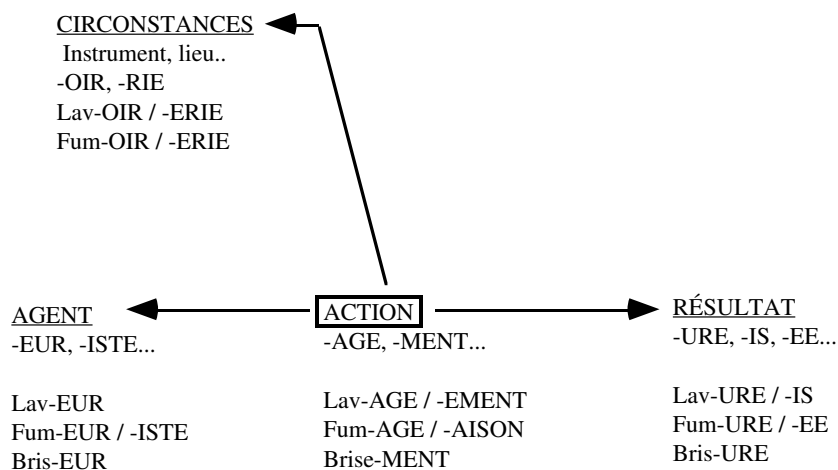 CIRCONSTANCES
Instrument, lieu..
-OIR, -RIE
Lav-OIR / -ERIE
Fum-OIR / -ERIE
AGENT
-EUR, -ISTE...
Lav-EUR
Fum-EUR / -ISTE
Bris-EUR
ACTION
-AGE, -MENT...
Lav-AGE / -EMENT
Fum-AGE / -AISON
Brise-MENT
RÉSULTAT
-URE, -IS, -EE...
Lav-URE / -IS
Fum-URE / -EE
Bris-URE